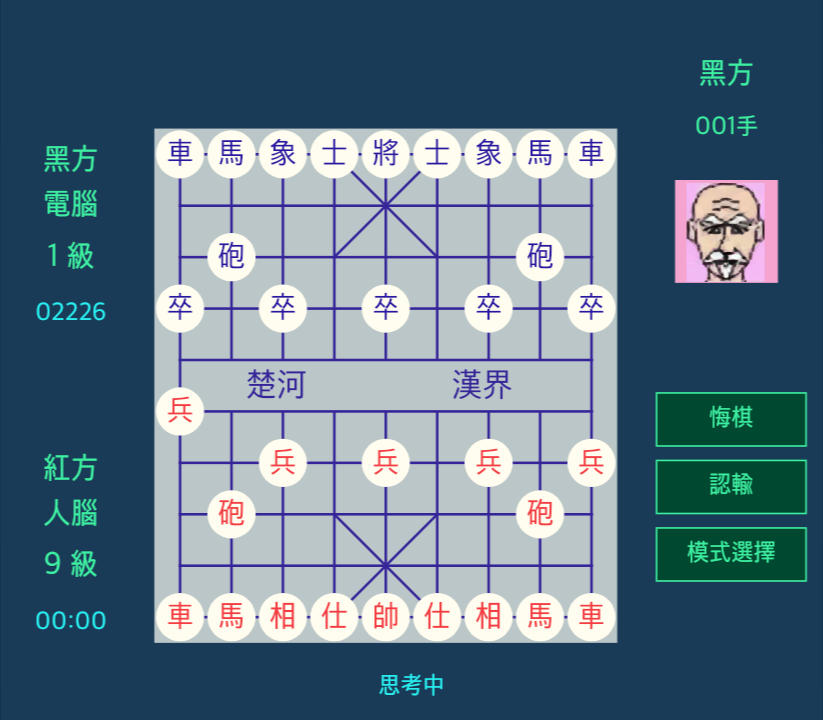 黑方
001手
黑方
電腦
1 級
02226
車馬象士將士象馬車
砲 砲
卒 卒 卒 卒 卒
楚河 漢界
兵
兵 兵 兵 兵
砲 砲
車馬相仕帥仕相馬車
紅方
人腦
9 級
00:00
悔棋
認輸
模式選擇
思考中